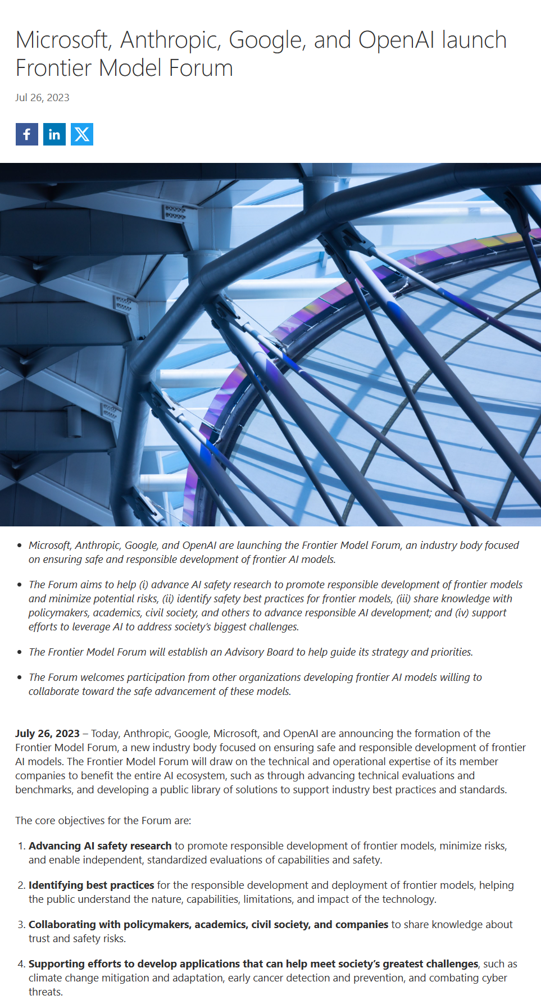 Microsoft, Anthropic, Google, and OpenAI launch
Frontier Model Forum
Jul 26, 2023
f
in
X
• Microsoft, Anthropic, Google, and OpenAI are launching the Frontier Model Forum, an industry body focused
on ensuring safe and responsible development of frontier AI models.
• The Forum aims to help (i) advance AI safety research to promote responsible development of frontier models
and minimize potential risks, (ii) identify safety best practices for frontier models, (iii) share knowledge with
policymakers, academics, civil society, and others to advance responsible AI development; and (iv) support
efforts to leverage AI to address society’s biggest challenges.
• The Frontier Model Forum will establish an Advisory Board to help guide its strategy and priorities.
• The Forum welcomes participation from other organizations developing frontier AI models willing to
collaborate toward the safe advancement of these models.
July 26, 2023 – Today, Anthropic, Google, Microsoft, and OpenAI are announcing the formation of the
Frontier Model Forum, a new industry body focused on ensuring safe and responsible development of frontier
AI models. The Frontier Model Forum will draw on the technical and operational expertise of its member
companies to benefit the entire AI ecosystem, such as through advancing technical evaluations and
benchmarks, and developing a public library of solutions to support industry best practices and standards.
The core objectives for the Forum are:
1. Advancing AI safety research to promote responsible development of frontier models, minimize risks,
and enable independent, standardized evaluations of capabilities and safety.
2. Identifying best practices for the responsible development and deployment of frontier models, helping
the public understand the nature, capabilities, limitations, and impact of the technology.
3. Collaborating with policymakers, academics, civil society, and companies to share knowledge about
trust and safety risks.
4. Supporting efforts to develop applications that can help meet society’s greatest challenges, such as
climate change mitigation and adaptation, early cancer detection and prevention, and combating cyber
threats.